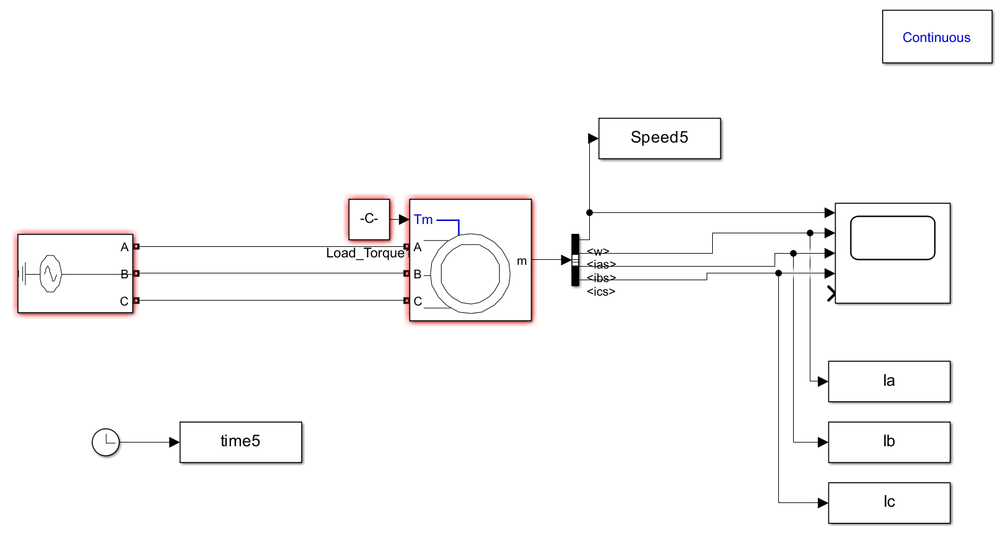 Continuous
Speed5
-C-
Tm
Load_Torque1
A
B
C
A
B
C
m
<w>
<ias>
<ibs>
<ics>
Ia
time5
Ib
Ic